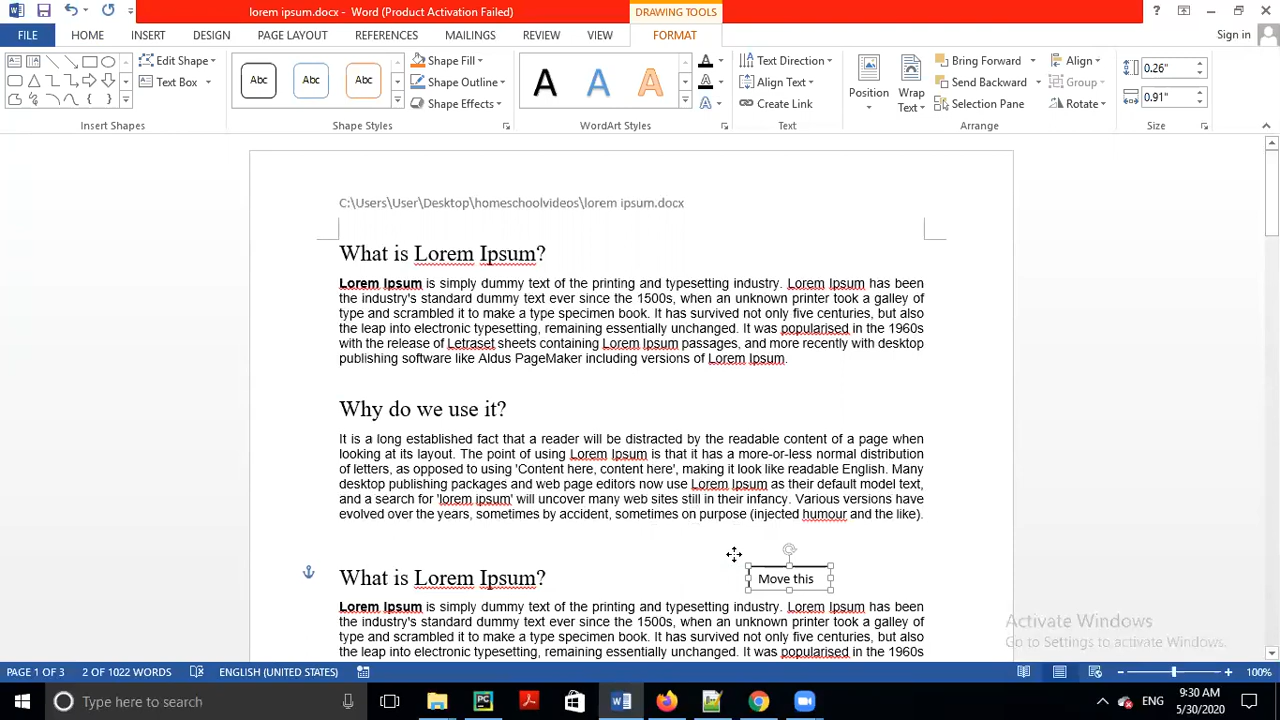 lorem ipsum.docx - Word (Product Activation Failed)
DRAWING TOOLS
?
FILE
HOME
INSERT
DESIGN
PAGE LAYOUT
REFERENCES
MAILINGS
REVIEW
VIEW
FORMAT
Sign in
Edit Shape
Text Box
Insert Shapes
Abc Abc Abc
Shape Fill
Shape Outline
Shape Effects
Shape Styles
A A A
A
A
A
WordArt Styles
Text Direction
Align Text
Create Link
Text
Position
Wrap
Text
Bring Forward
Send Backward
Selection Pane
Align
Group
Rotate
Arrange
0.26"
0.91"
Size
C:\Users\User\Desktop\homeschoolvideos\lorem ipsum.docx
What is Lorem Ipsum?
Lorem Ipsum is simply dummy text of the printing and typesetting industry. Lorem Ipsum has been
the industry's standard dummy text ever since the 1500s, when an unknown printer took a galley of
type and scrambled it to make a type specimen book. It has survived not only five centuries, but also
the leap into electronic typesetting, remaining essentially unchanged. It was popularised in the 1960s
with the release of Letraset sheets containing Lorem Ipsum passages, and more recently with desktop
publishing software like Aldus PageMaker including versions of Lorem Ipsum.
Why do we use it?
It is a long established fact that a reader will be distracted by the readable content of a page when
looking at its layout. The point of using Lorem Ipsum is that it has a more-or-less normal distribution
of letters, as opposed to using 'Content here, content here', making it look like readable English. Many
desktop publishing packages and web page editors now use Lorem Ipsum as their default model text,
and a search for 'lorem ipsum' will uncover many web sites still in their infancy. Various versions have
evolved over the years, sometimes by accident, sometimes on purpose (injected humour and the like).
What is Lorem Ipsum?
Move this
Lorem Ipsum is simply dummy text of the printing and typesetting industry. Lorem Ipsum has been
the industry's standard dummy text ever since the 1500s, when an unknown printer took a galley of
type and scrambled it to make a type specimen book. It has survived not only five centuries, but also
the leap into electronic typesetting, remaining essentially unchanged. It was popularised in the 1960s
Activate Windows
Go to Settings to activate Windows.
PAGE 1 OF 3
2 OF 1022 WORDS
ENGLISH (UNITED STATES)
100%
Type here to search
ENG
9:30 AM
5/30/2020